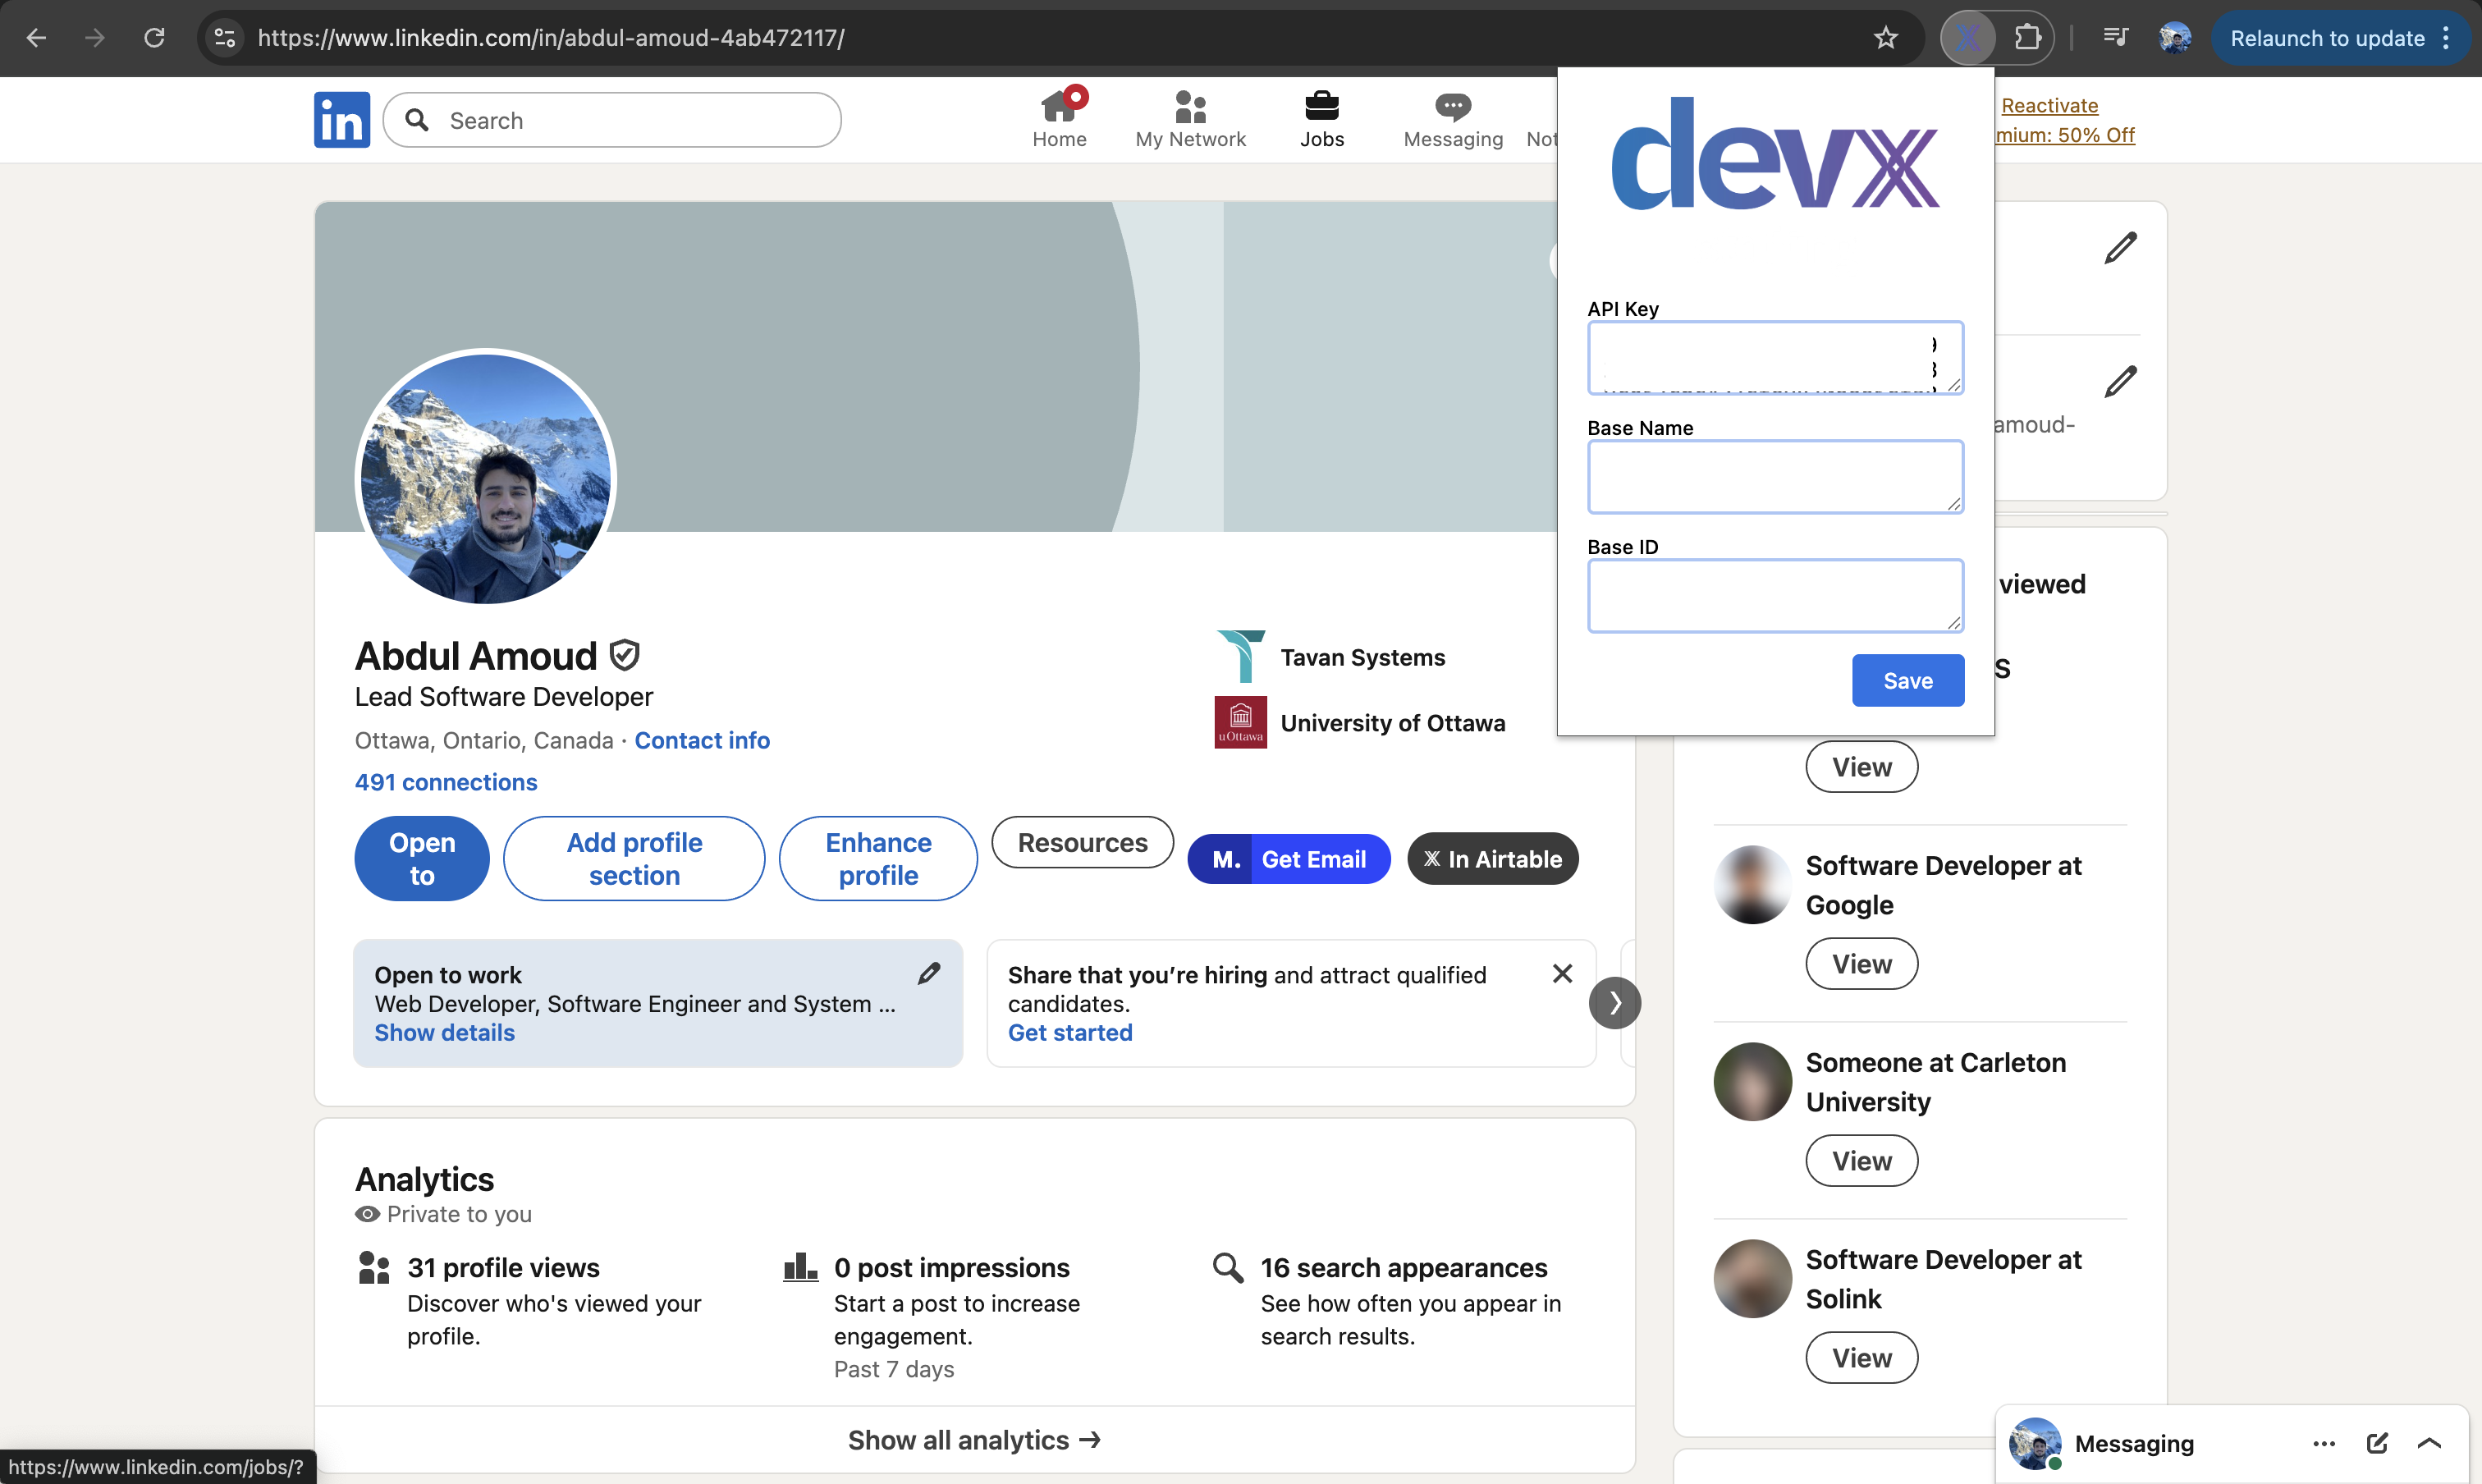 https://www.linkedin.com/in/abdul-amoud-4ab472117/
Relaunch to update
in
Search
Home
My Network
Jobs
Messaging
Not
Reactivate
mium: 50% Off
devx
API Key
Base Name
Base ID
Save
amoud-
viewed
s
View
Abdul Amoud
Lead Software Developer
Ottawa, Ontario, Canada · Contact info
491 connections
Tavan Systems
uOttawa
University of Ottawa
Open to
Add profile section
Enhance profile
Resources
M. Get Email
X In Airtable
Open to work
Web Developer, Software Engineer and System ...
Show details
Share that you’re hiring and attract qualified
candidates.
Get started
Analytics
Private to you
31 profile views
Discover who's viewed your
profile.
0 post impressions
Start a post to increase
engagement.
Past 7 days
16 search appearances
See how often you appear in
search results.
Show all analytics →
Software Developer at
Google
View
Someone at Carleton
University
View
Software Developer at
Solink
View
Messaging
https://www.linkedin.com/jobs/?